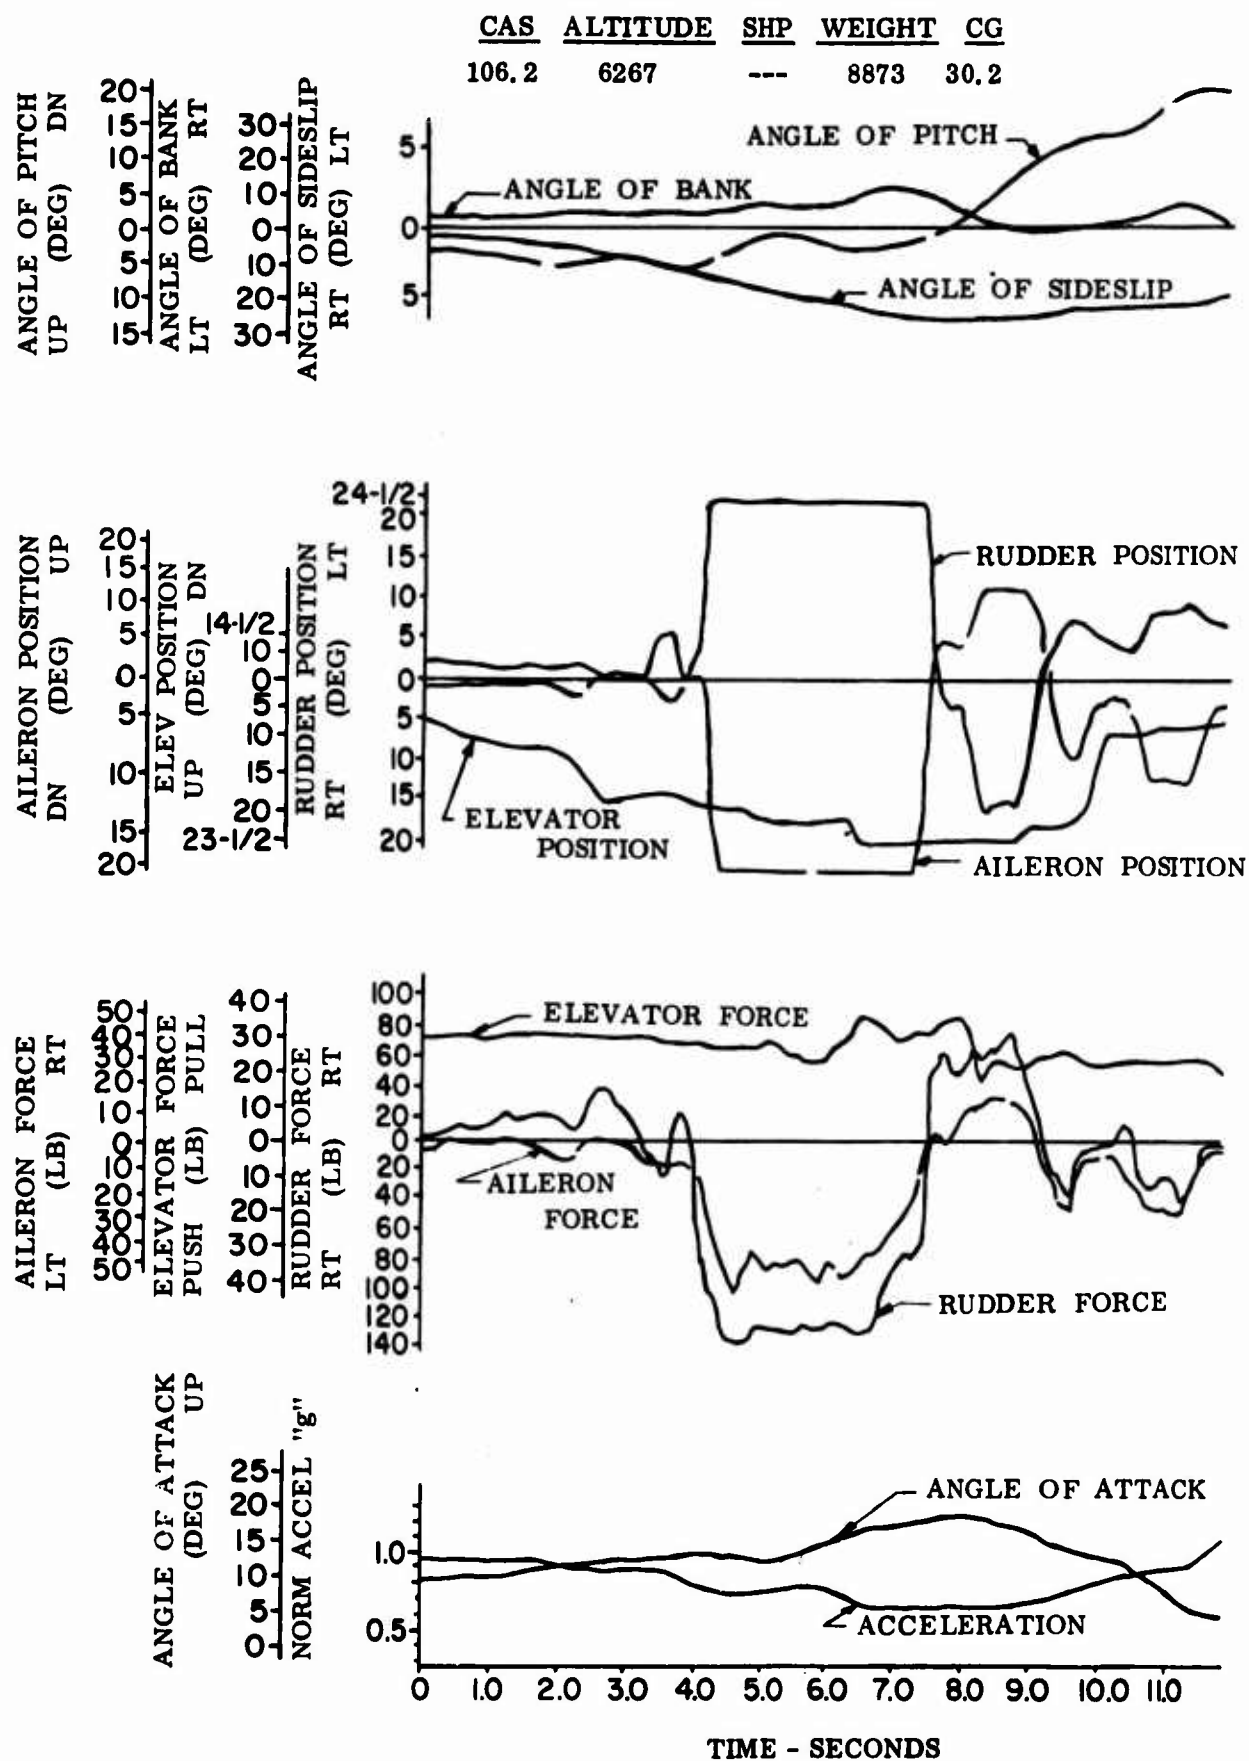 CAS ALTITUDE SHP WEIGHT CG
106.2 6267 --- 8873 30.2
ANGLE OF PITCH
UP (DEG) DN
20
15
10
5
0
5
10
15
ANGLE OF BANK
LT (DEG) RT
30
20
10
0
10
20
30
ANGLE OF SIDESLIP
RT (DEG) LT
5
0
5
ANGLE OF PITCH
ANGLE OF BANK
ANGLE OF SIDESLIP
AILERON POSITION
DN (DEG) UP
20
15
10
5
0
5
10
15
20
ELEV POSITION
UP (DEG) DN
14-1/2
10
0
5
10
15
20
23-1/2
RUDDER POSITION
RT (DEG) LT
24-1/2
20
15
10
5
0
5
10
15
20
RUDDER POSITION
ELEVATOR
POSITION
AILERON POSITION
AILERON FORCE
LT (LB) RT
50
40
30
20
10
0
10
20
30
40
50
ELEVATOR FORCE
PUSH (LB) PULL
40
30
20
10
0
10
20
30
40
RUDDER FORCE
RT (LB) RT
100
80
60
40
20
0
20
40
60
80
100
120
140
ELEVATOR FORCE
AILERON
FORCE
RUDDER FORCE
ANGLE OF ATTACK
(DEG) UP
25
20
15
10
5
0
NORM ACCEL "g"
1.0
0.5
ANGLE OF ATTACK
ACCELERATION
0 1.0 2.0 3.0 4.0 5.0 6.0 7.0 8.0 9.0 10.0 11.0
TIME - SECONDS